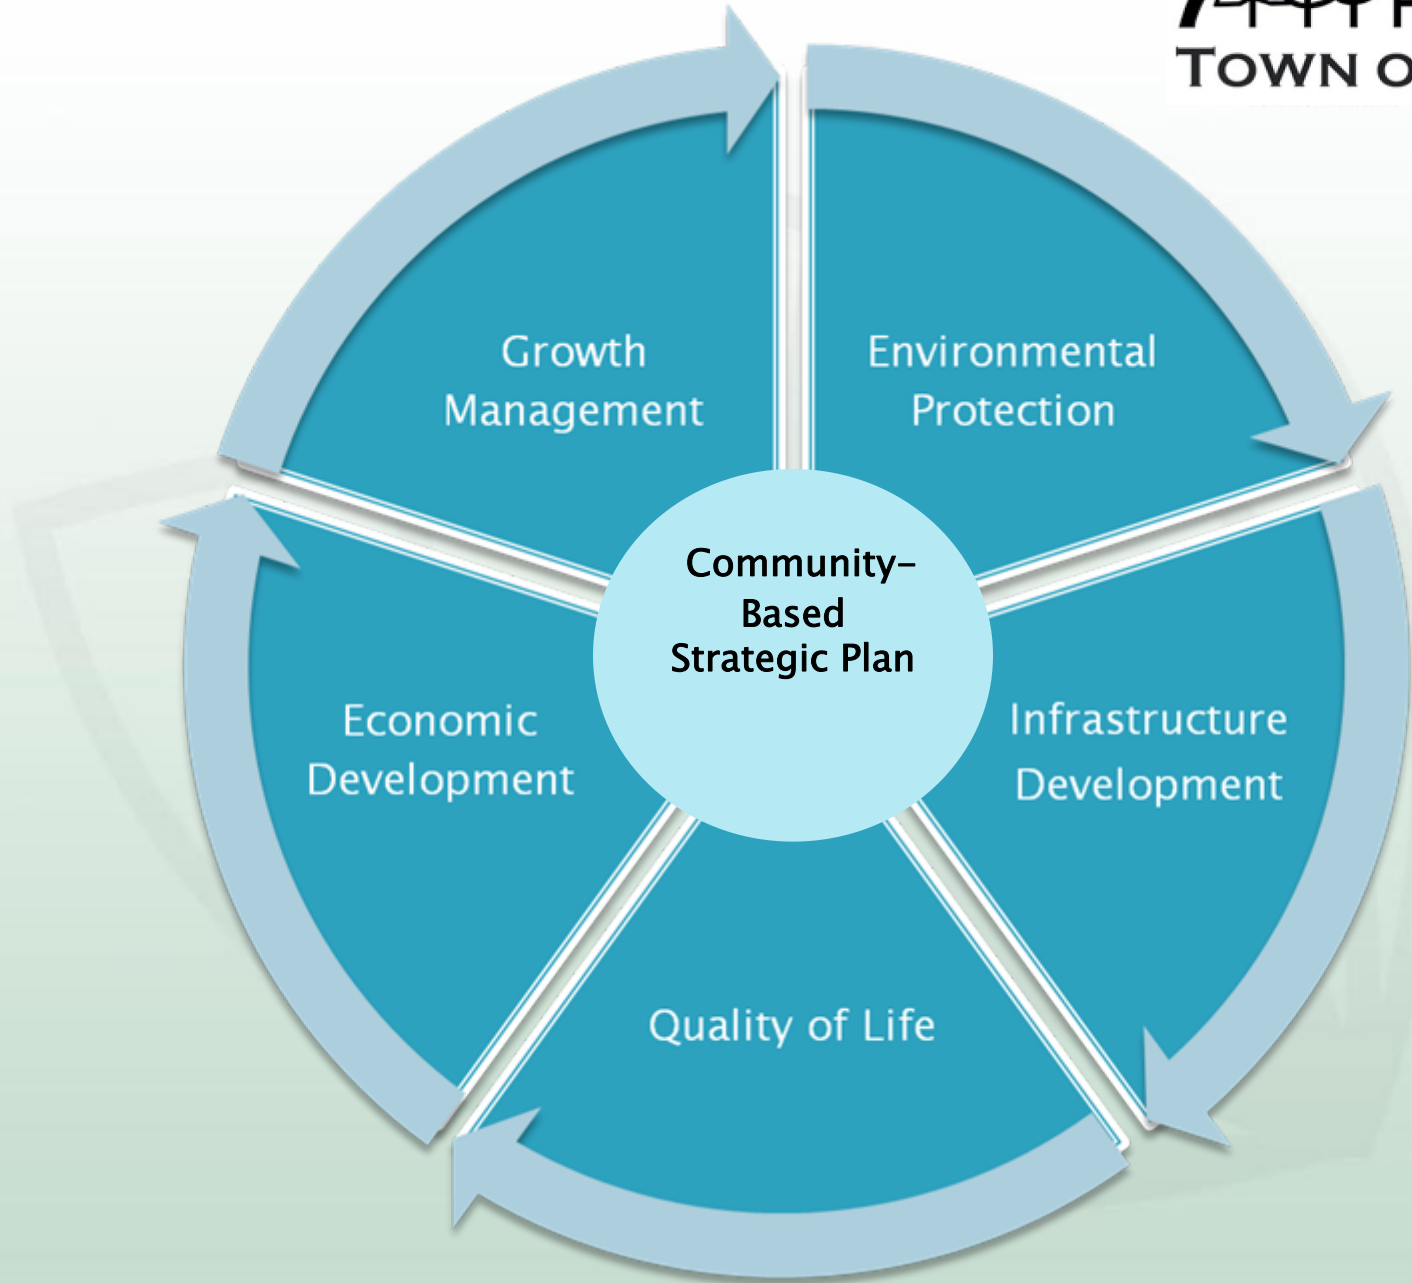 TOWN O
Growth
Management
Environmental
Protection
Community-
Based
Strategic Plan
Economic
Development
Infrastructure
Development
Quality of Life